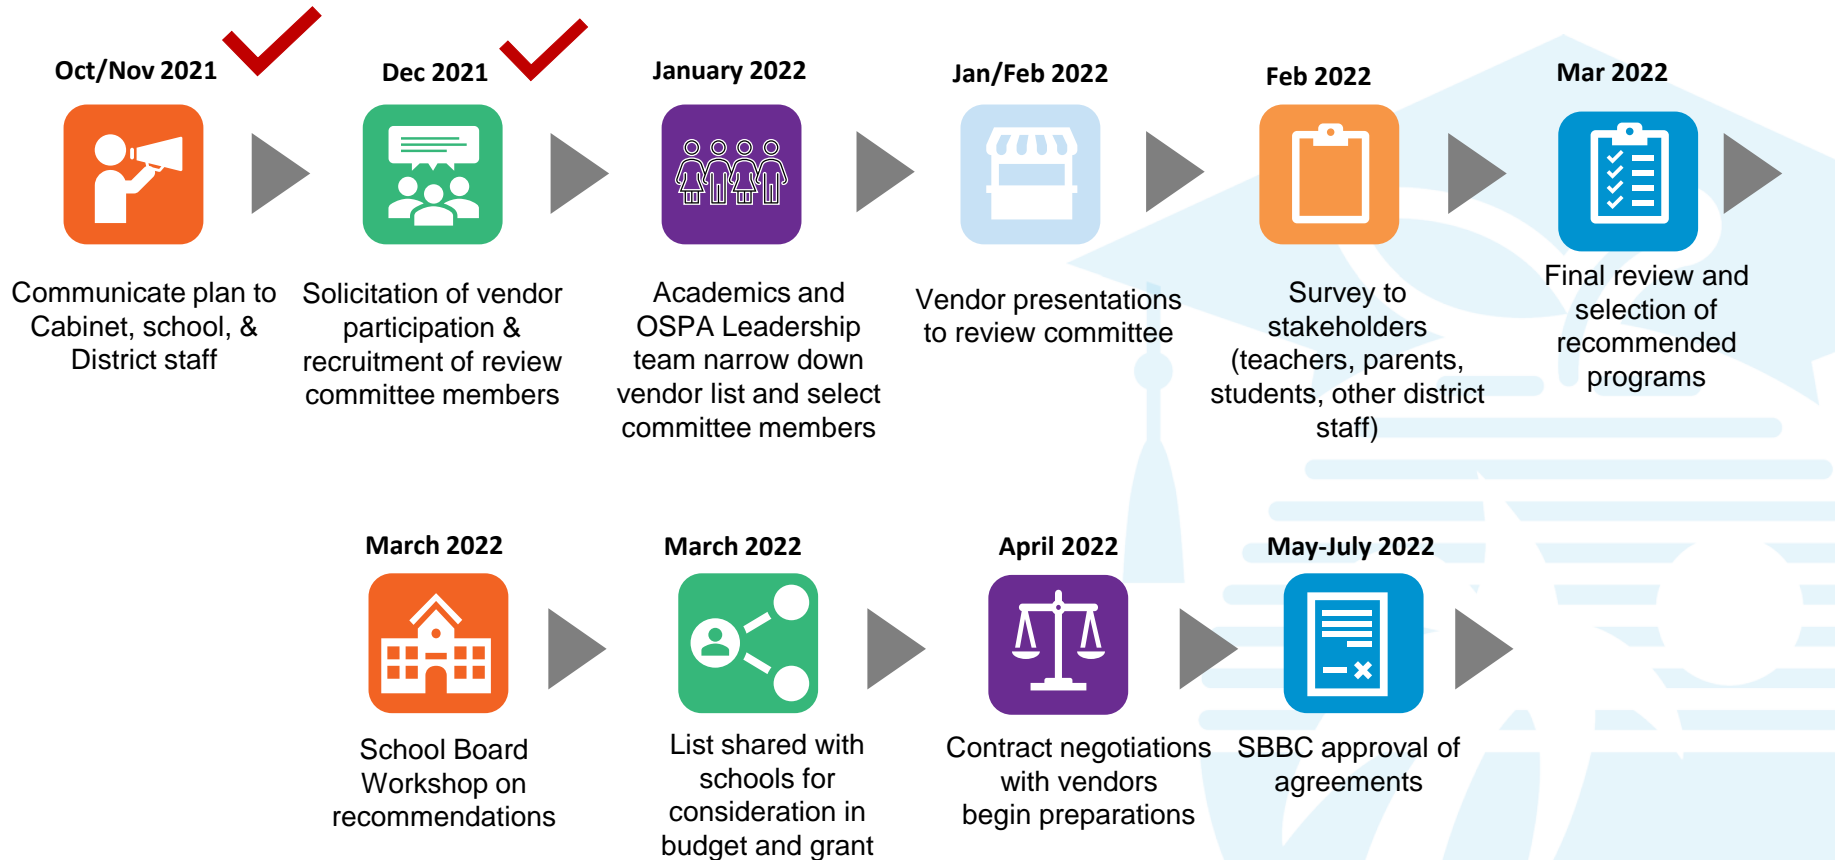 Oct/Nov 2021
Communicate plan to
Cabinet, school, &
District staff
Dec 2021
Solicitation of vendor
participation &
recruitment of review
committee members
January 2022
Academics and
OSPA Leadership
team narrow down
vendor list and select
committee members
Jan/Feb 2022
Vendor presentations
to review committee
Feb 2022
Survey to
stakeholders
(teachers, parents,
students, other district
staff)
Mar 2022
Final review and
selection of
recommended
programs
March 2022
School Board
Workshop on
recommendations
March 2022
List shared with
schools for
consideration in
budget and grant
April 2022
Contract negotiations
with vendors
begin preparations
May-July 2022
SBBC approval of
agreements